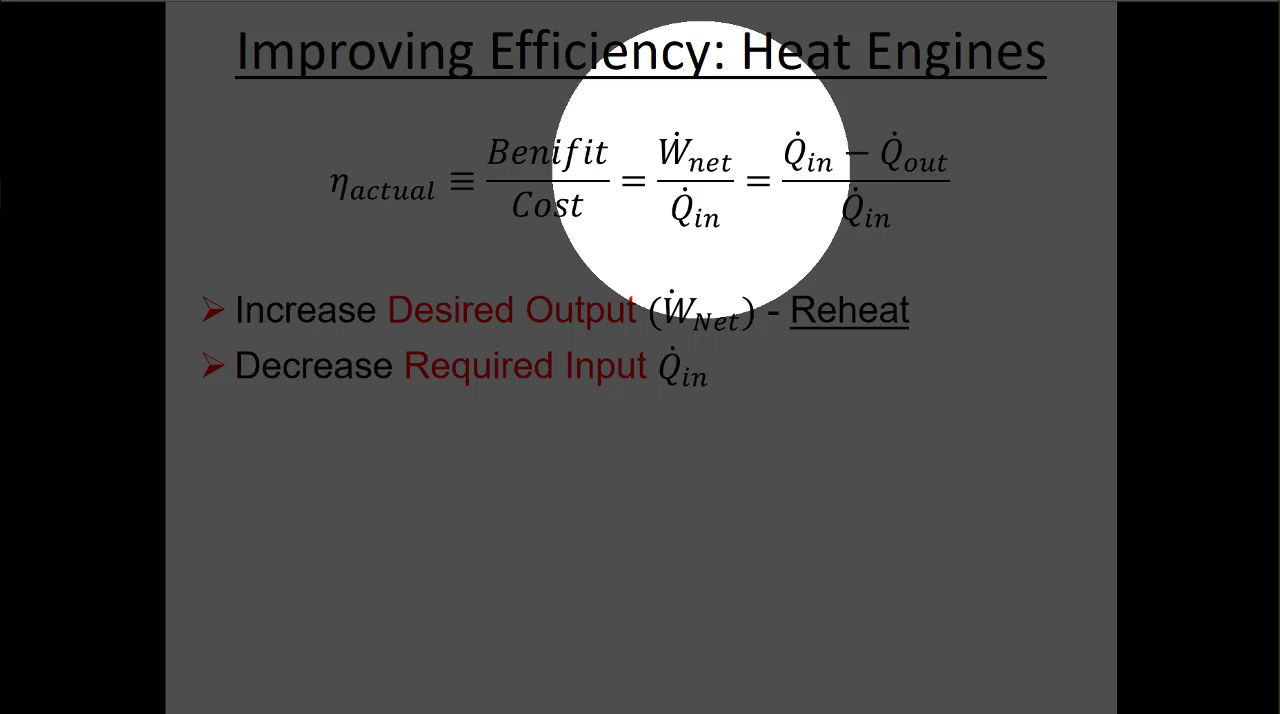 Improving Efficiency: Heat Engines
η_actual ≡ Benifit/Cost = Ẇ_net/Q̇_in = (Q̇_in − Q̇_out)/Q̇_in
➢ Increase Desired Output (Ẇ_Net) - Reheat
➢ Decrease Required Input Q̇_in